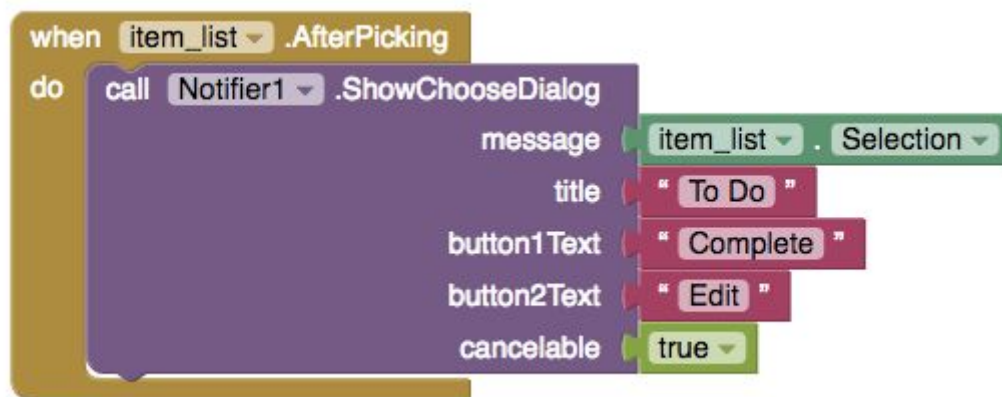 when item_list .AfterPicking
do call Notifier1 .ShowChooseDialog
message item_list . Selection
title “ To Do ”
button1Text “ Complete ”
button2Text “ Edit ”
cancelable true